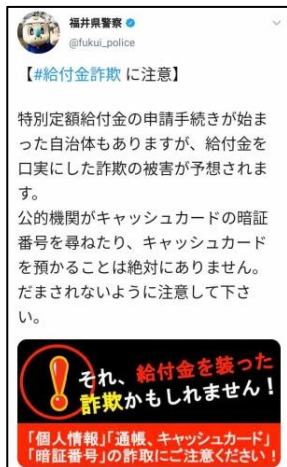 福井県警察
@fukui_police
【#給付金詐欺 に注意】
特別定額給付金の申請手続きが始ま
った自治体もありますが、給付金を
口実にした詐欺の被害が予想されま
す。
公的機関がキャッシュカードの暗証
番号を尋ねたり、キャッシュカード
を預かることは絶対にありません。
だまされないように注意して下さ
い。
それ、給付金を装った
詐欺かもしれません！
「個人情報」「通帳、キャッシュカード」
「暗証番号」の詐取にご注意ください！